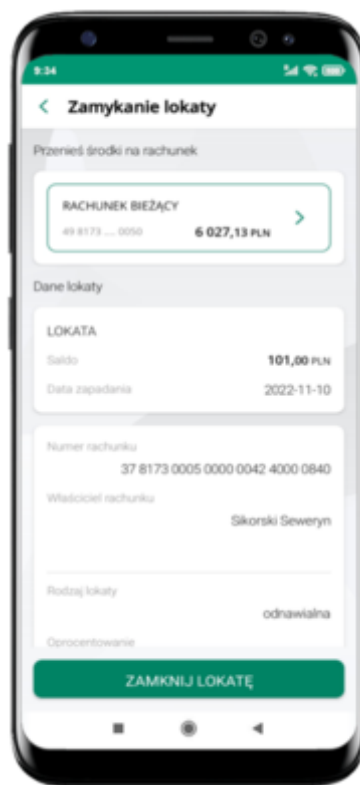 9:34
Zamykanie lokaty
Przenieś środki na rachunek
RACHUNEK BIEŻĄCY
49 8173 .... 0050 6 027,13 PLN
Dane lokaty
LOKATA
Saldo 101,00 PLN
Data zapadania 2022-11-10
Numer rachunku
37 8173 0005 0000 0042 4000 0840
Właściciel rachunku
Sikorski Seweryn
Rodzaj lokaty
odnawialna
Oprocentowanie
ZAMKNIJ LOKATĘ